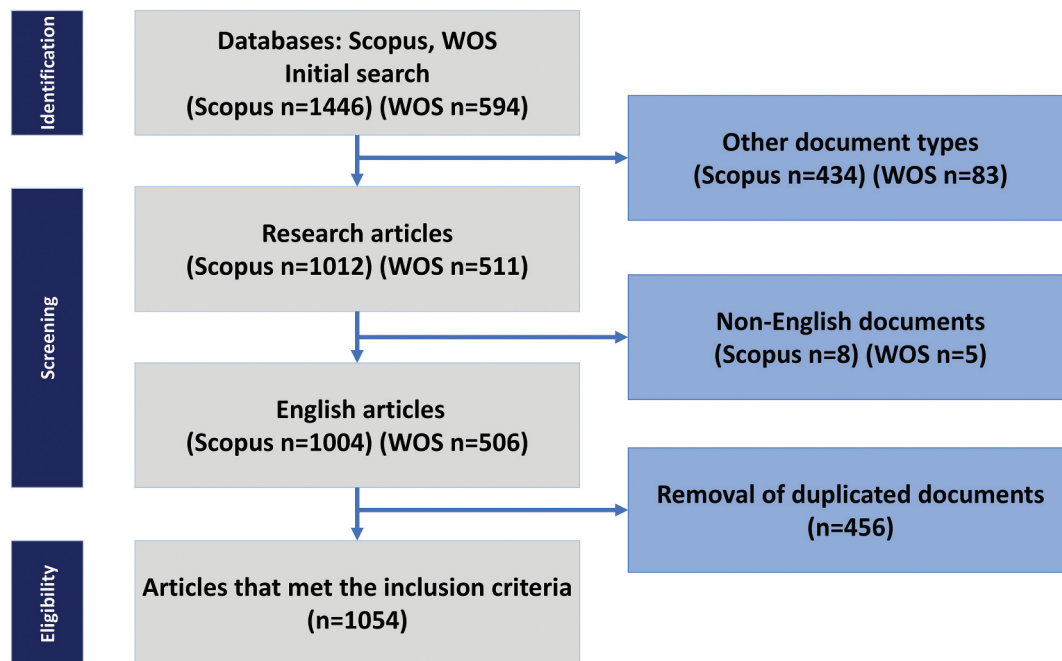 Identification
Databases: Scopus, WOS
Initial search
(Scopus n=1446) (WOS n=594)
Other document types
(Scopus n=434) (WOS n=83)
Screening
Research articles
(Scopus n=1012) (WOS n=511)
Non-English documents
(Scopus n=8) (WOS n=5)
English articles
(Scopus n=1004) (WOS n=506)
Removal of duplicated documents
(n=456)
Eligibility
Articles that met the inclusion criteria
(n=1054)